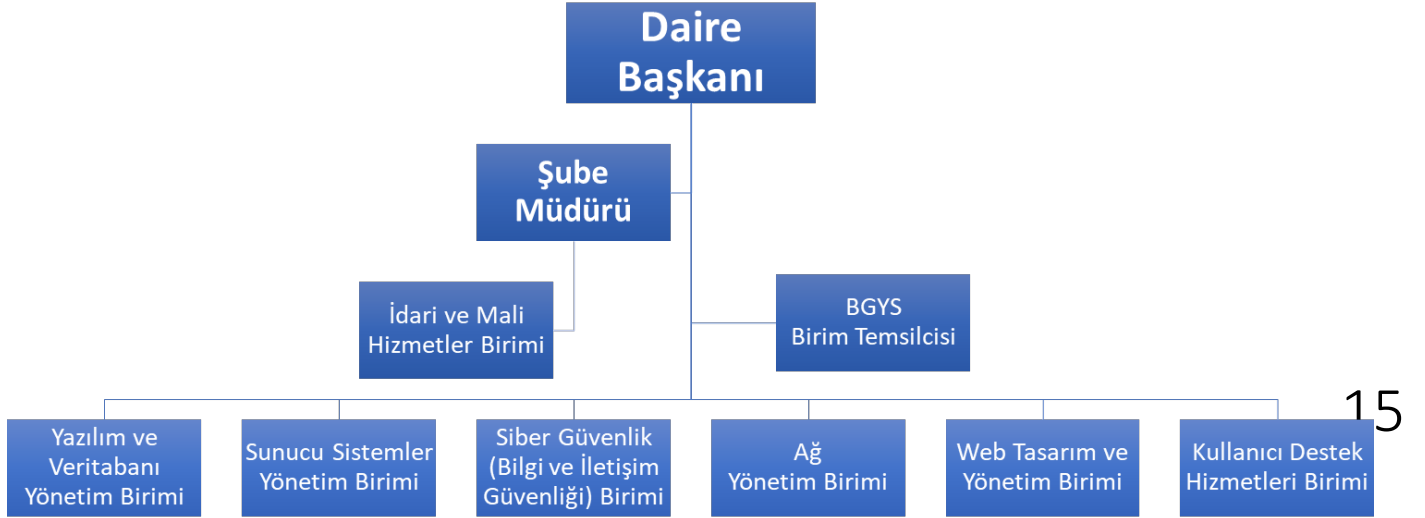 Daire
Başkanı
Şube
Müdürü
İdari ve Mali
Hizmetler Birimi
BGYS
Birim Temsilcisi
15
Yazılım ve
Veritabanı
Yönetim Birimi
Sunucu Sistemler
Yönetim Birimi
Siber Güvenlik
(Bilgi ve İletişim
Güvenliği) Birimi
Ağ
Yönetim Birimi
Web Tasarım ve
Yönetim Birimi
Kullanıcı Destek
Hizmetleri Birimi